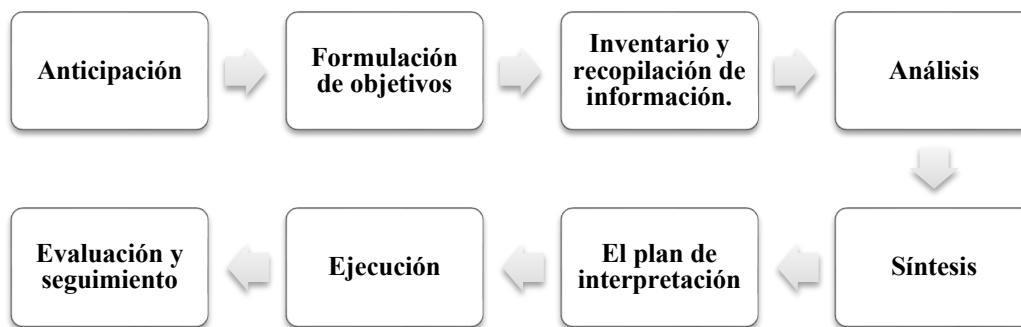 Anticipación
Formulación
de objetivos
Inventario y
recopilación de
información.
Análisis
Síntesis
El plan de
interpretación
Ejecución
Evaluación y
seguimiento